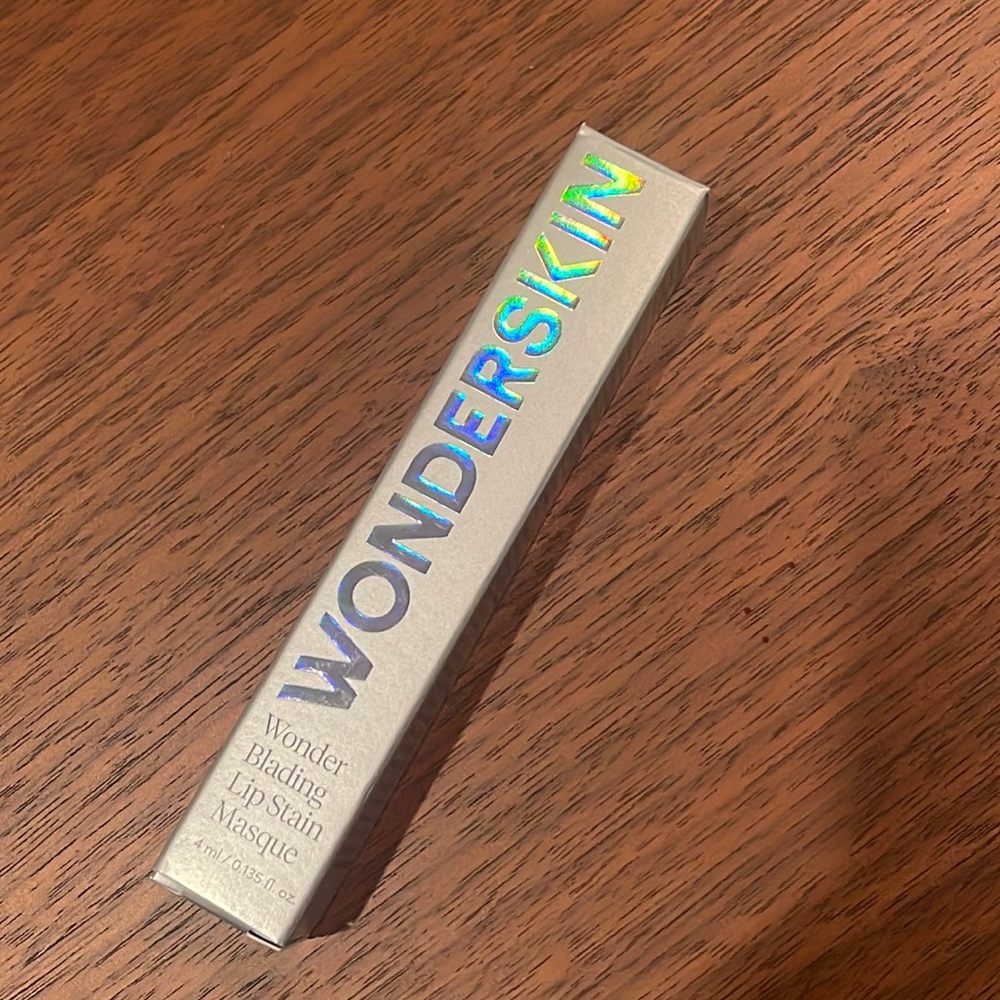 WONDERSKIN
Wonder
Blading
Lip Stain
Masque
4 ml / 0.135 fl. oz